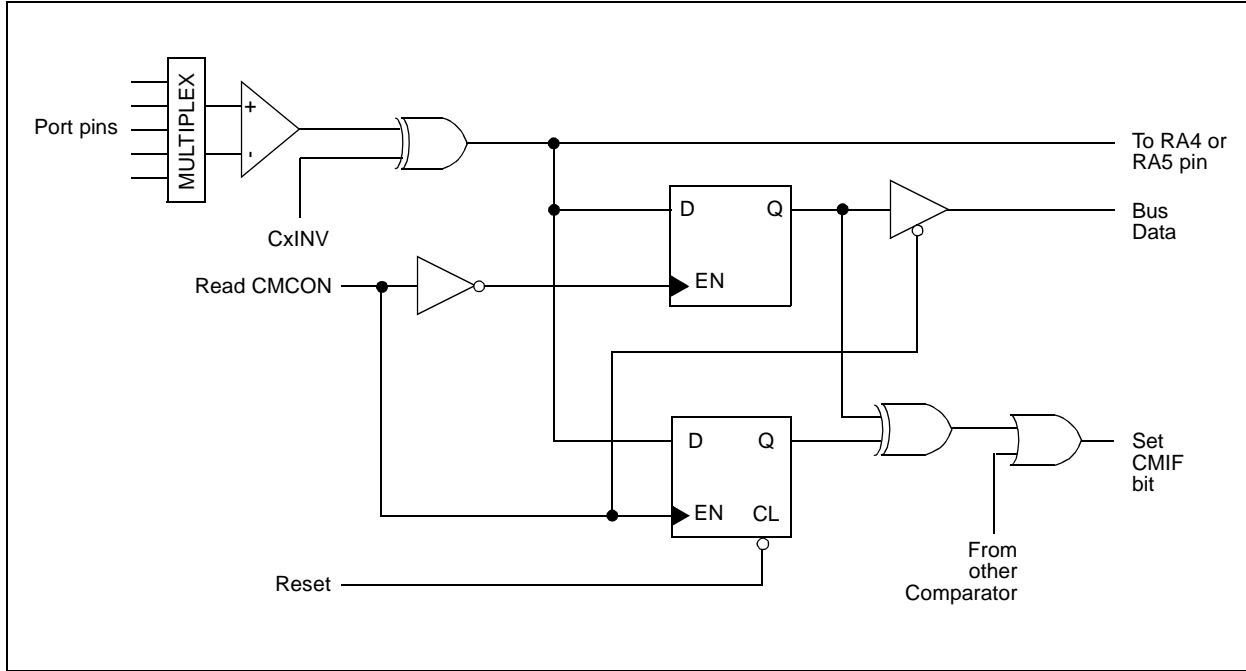 MULTIPLEX
+
-
Port pins
CxINV
To RA4 or
RA5 pin
D
Q
EN
Bus
Data
Read CMCON
D
Q
EN
CL
Set
CMIF
bit
From
other
Comparator
Reset